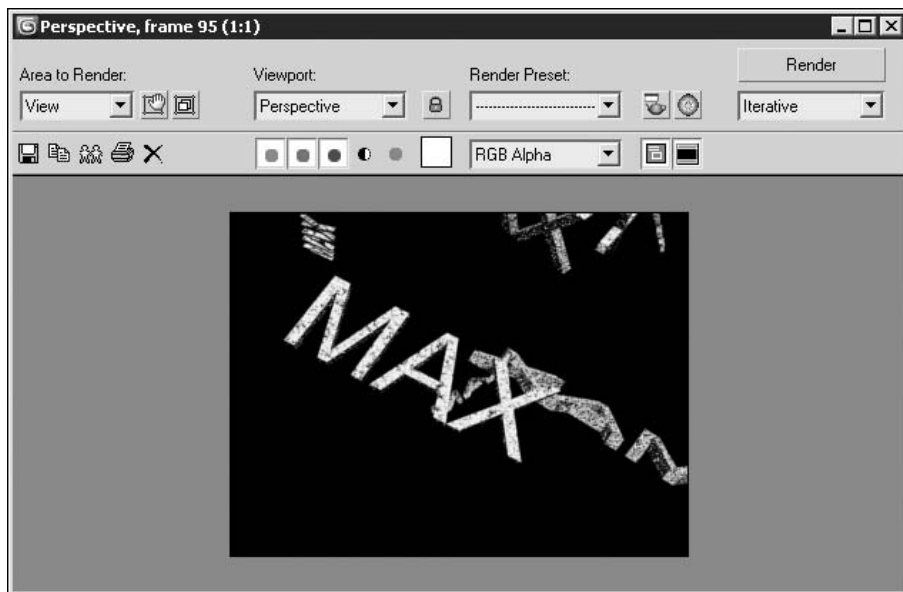 Perspective, frame 95 (1:1)
Area to Render:
Viewport:
Render Preset:
Render
View
Perspective
Iterative
RGB Alpha
MAX